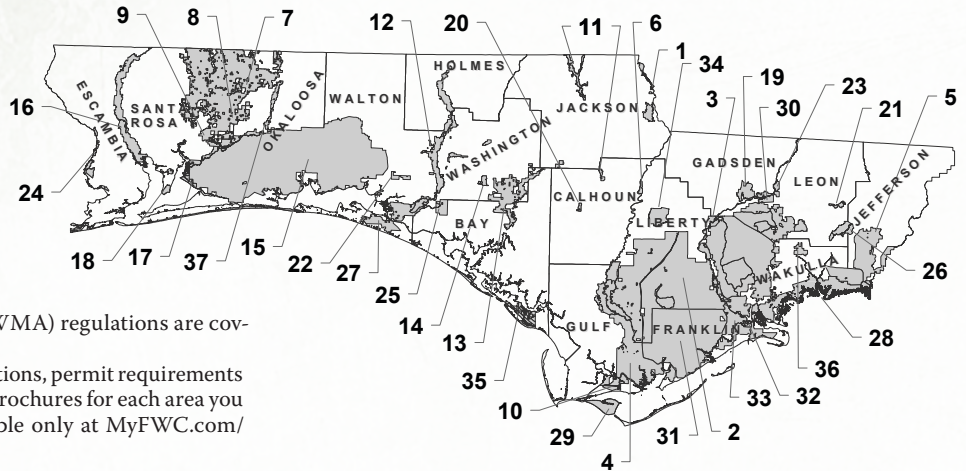 20
6
12
11
7
8
1
34
9
19
23
3
30
21
5
HOLMES
16
ESCAMBIA
SANTA ROSA
OKALOOSA
WALTON
JACKSON
WASHINGTON
GADSDEN
LEON
JEFFERSON
CALHOUN
LIBERTY
BAY
WAKULLA
24
18
17
37
15
22
27
25
14
13
26
GULF
FRANKLIN
28
35
36
10
33
32
29
31
2
4
WMA) regulations are cov-
tions, permit requirements
rochures for each area you
ble only at MyFWC.com/